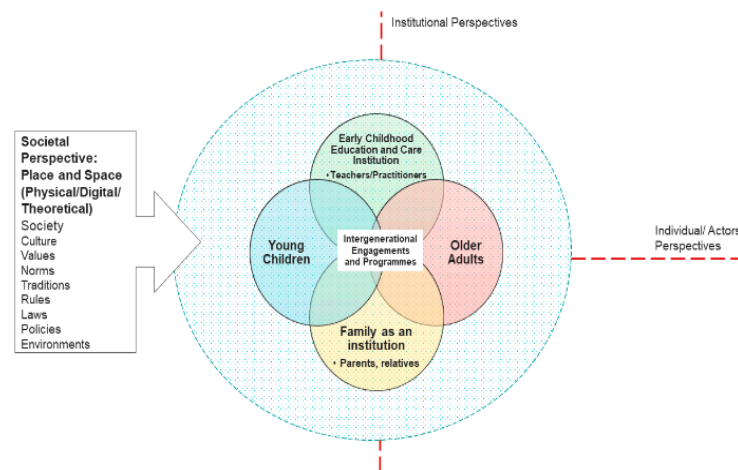 Institutional Perspectives
Societal
Perspective:
Place and Space
(Physical/Digital/
Theoretical)
Society
Culture
Values
Norms
Traditions
Rules
Laws
Policies
Environments
Early Childhood
Education and Care
Institution
• Teachers/Practitioners
Young
Children
Intergenerational
Engagements
and Programmes
Older
Adults
Family as an
institution
• Parents, relatives
Individual/ Actors
Perspectives